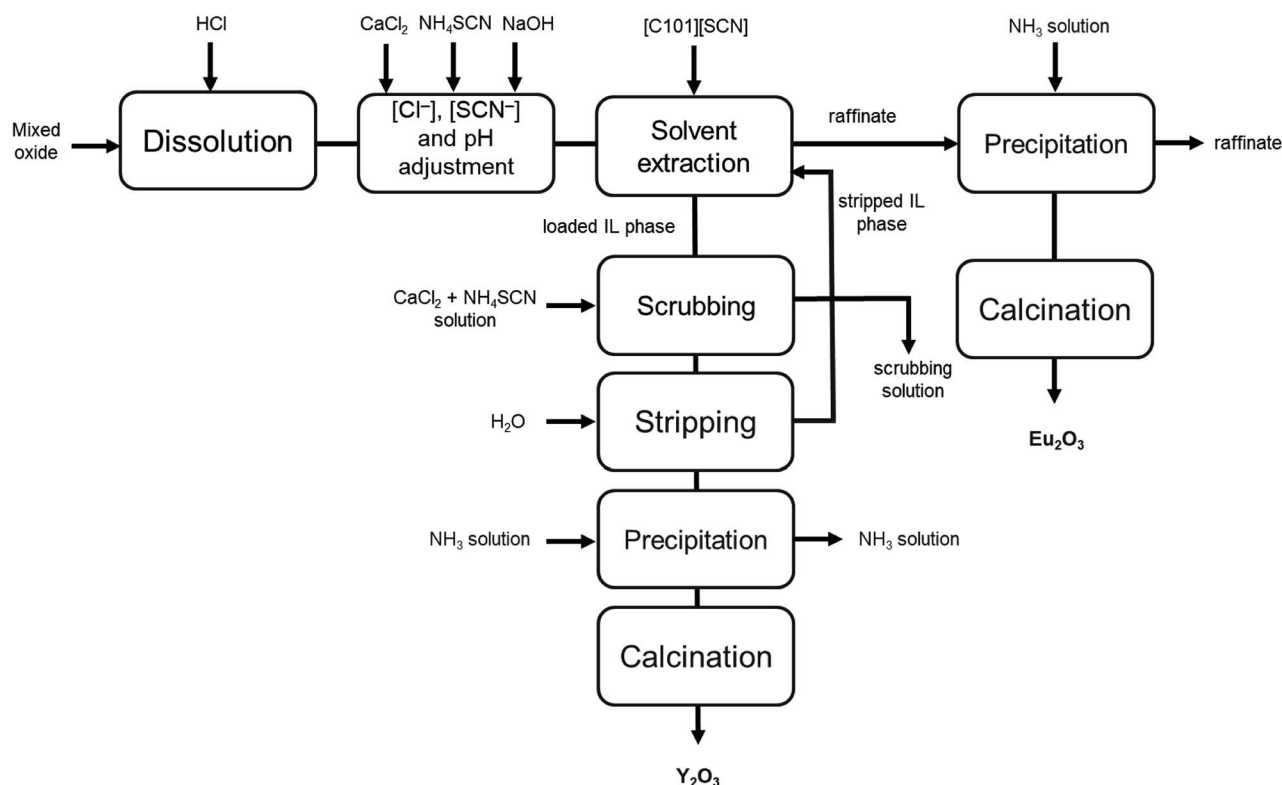 HCl
CaCl₂
NH₄SCN
NaOH
[C101][SCN]
NH₃ solution
Mixed
oxide
Dissolution
[Cl⁻], [SCN⁻]
and pH
adjustment
Solvent
extraction
raffinate
Precipitation
raffinate
loaded IL phase
stripped IL
phase
CaCl₂ + NH₄SCN
solution
Scrubbing
scrubbing
solution
Calcination
Eu₂O₃
H₂O
Stripping
NH₃ solution
Precipitation
NH₃ solution
Calcination
Y₂O₃